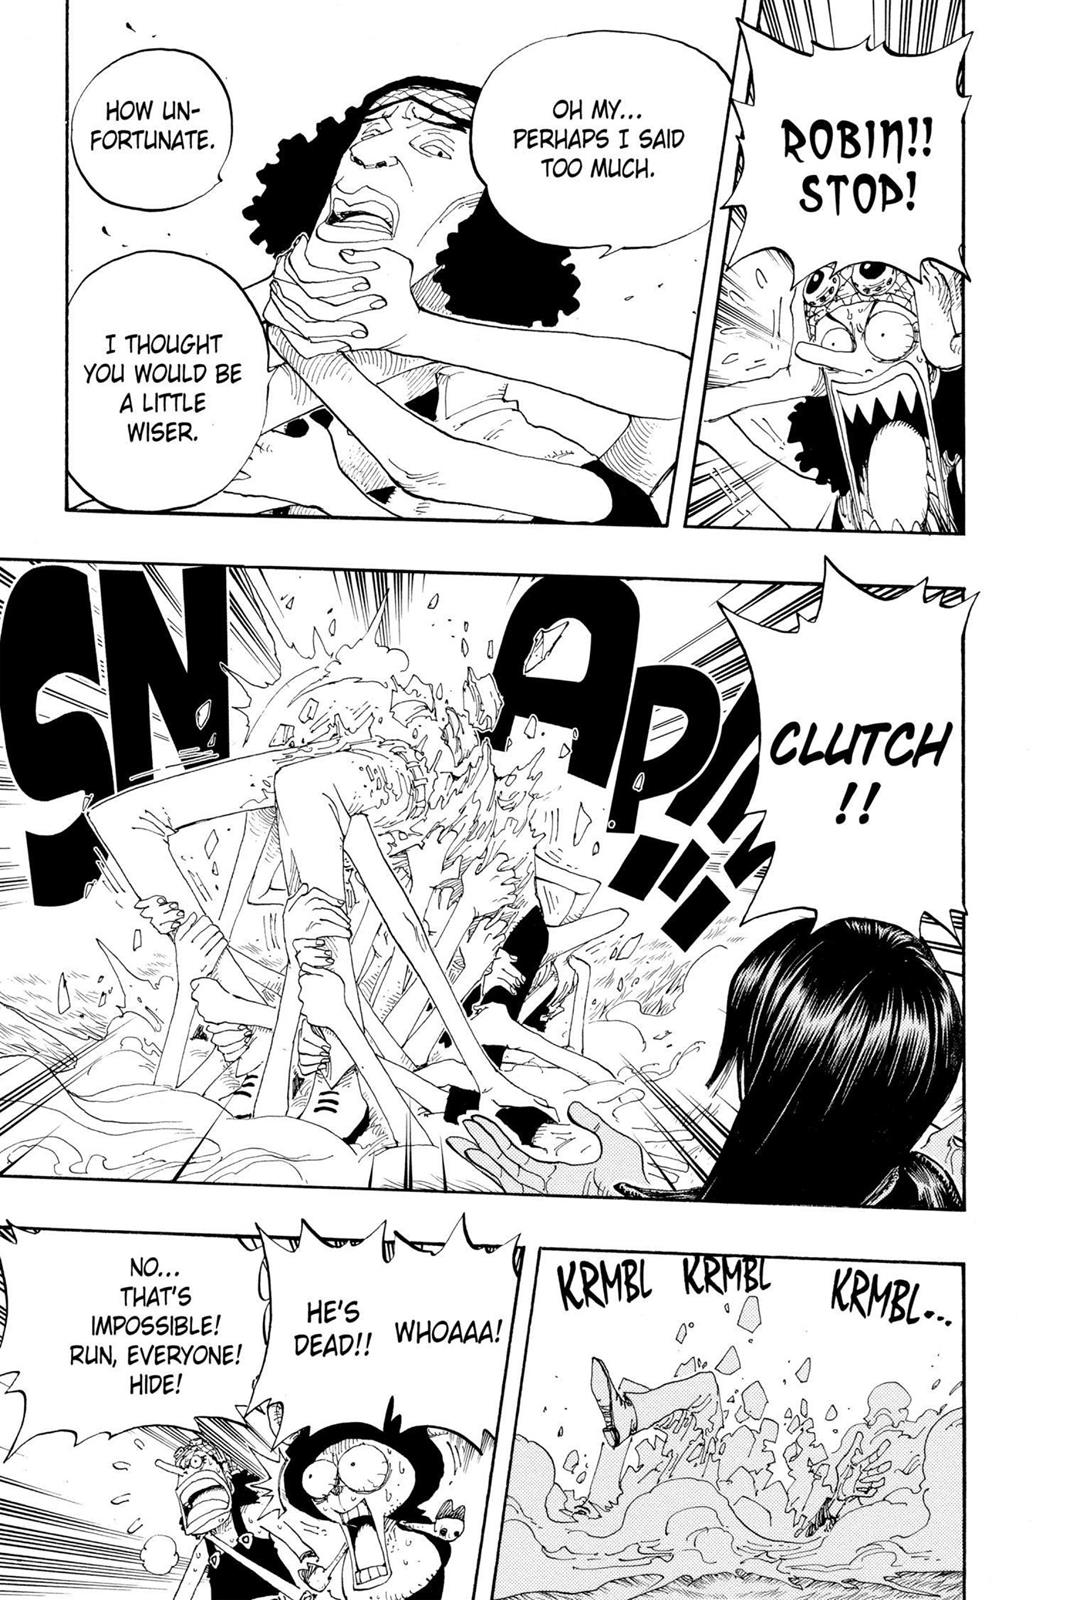 ROBIN!!
STOP!
OH MY...
PERHAPS I SAID
TOO MUCH.
HOW UN-
FORTUNATE.
I THOUGHT
YOU WOULD BE
A LITTLE
WISER.
CLUTCH
!!
SNAP!!!
KRMBL
KRMBL
KRMBL...
WHOAAA!
HE'S
DEAD!!
NO...
THAT'S
IMPOSSIBLE!
RUN, EVERYONE!
HIDE!